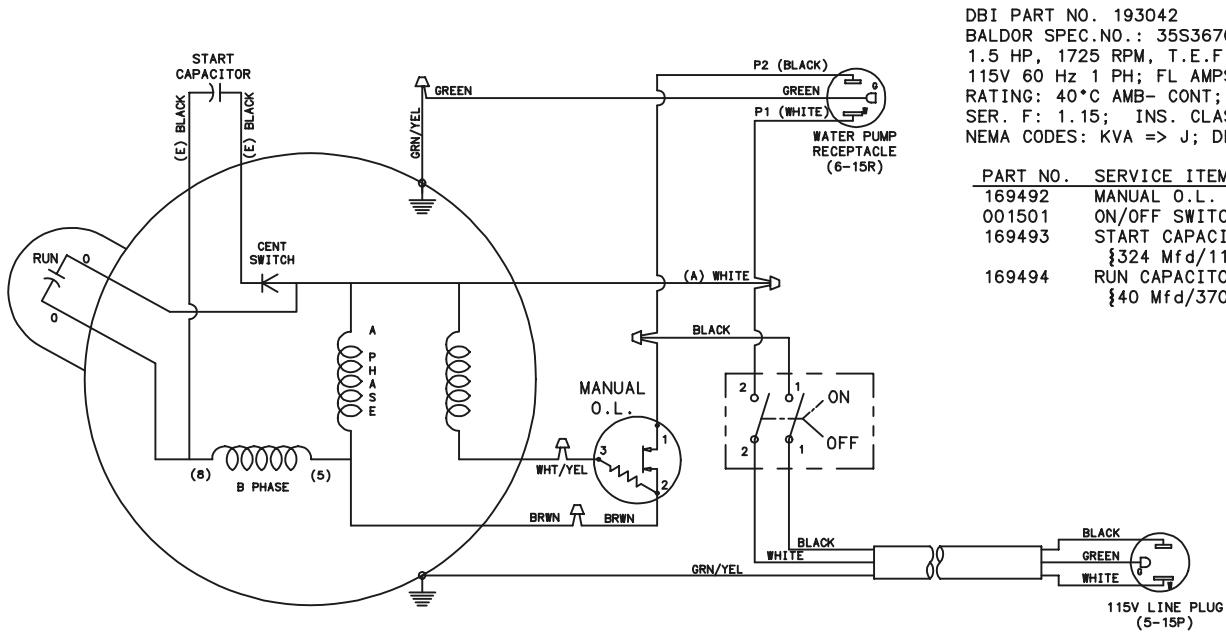 DBI PART NO. 193042
BALDOR SPEC.NO.: 35S367
1.5 HP, 1725 RPM, T.E.F
115V 60 Hz 1 PH; FL AMPS
RATING: 40°C AMB- CONT;
SER. F: 1.15; INS. CLAS
NEMA CODES: KVA => J; D
PART NO. SERVICE ITEM
169492 MANUAL O.L.
001501 ON/OFF SWITC
169493 START CAPACI
{324 Mfd/11
169494 RUN CAPACITO
{40 Mfd/370
START
CAPACITOR
(E) BLACK
(E) BLACK
GREEN
GRN/YEL
P2 (BLACK)
GREEN
P1 (WHITE)
G
W
WATER PUMP
RECEPTACLE
(6-15R)
RUN
O
O
CENT
SWITCH
(A) WHITE
A PHASE
BLACK
MANUAL
O.L.
1
3
2
2
1
ON
OFF
2
1
(8)
(5)
B PHASE
WHT/YEL
BRWN
BRWN
BLACK
WHITE
GRN/YEL
BLACK
GREEN
WHITE
G
W
115V LINE PLUG
(5-15P)